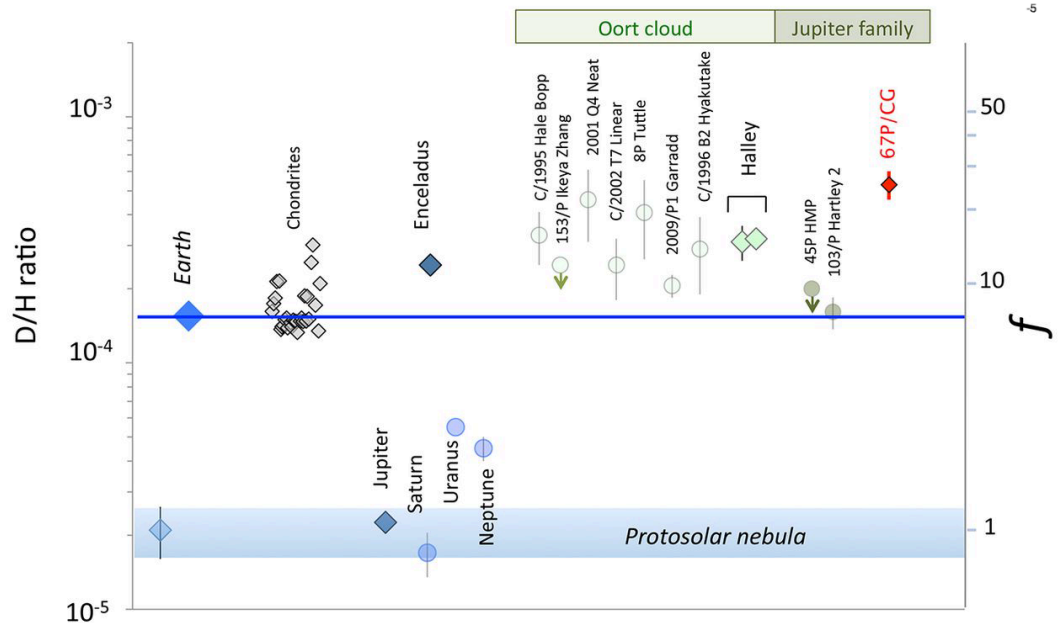 -5
Oort cloud
Jupiter family
10-3
50
C/1995 Hale Bopp
153/P Ikeya Zhang
2001 Q4 Neat
C/2002 T7 Linear
8P Tuttle
2009/P1 Garradd
C/1996 B2 Hyakutake
Halley
45P HMP
103/P Hartley 2
67P/CG
Chondrites
Enceladus
Earth
D/H ratio
10
f
10-4
Jupiter
Saturn
Uranus
Neptune
Protosolar nebula
1
10-5